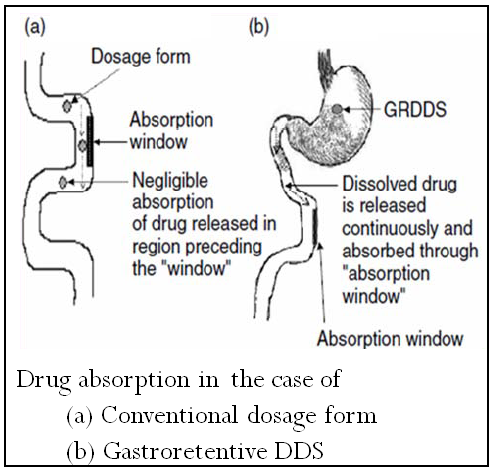 (a)
Dosage form
Absorption
window
Negligible
absorption
of drug released in
region preceding
the "window"
(b)
GRDDS
Dissolved drug
is released
continuously and
absorbed through
"absorption
window"
Absorption window
Drug absorption in the case of
(a) Conventional dosage form
(b) Gastroretentive DDS